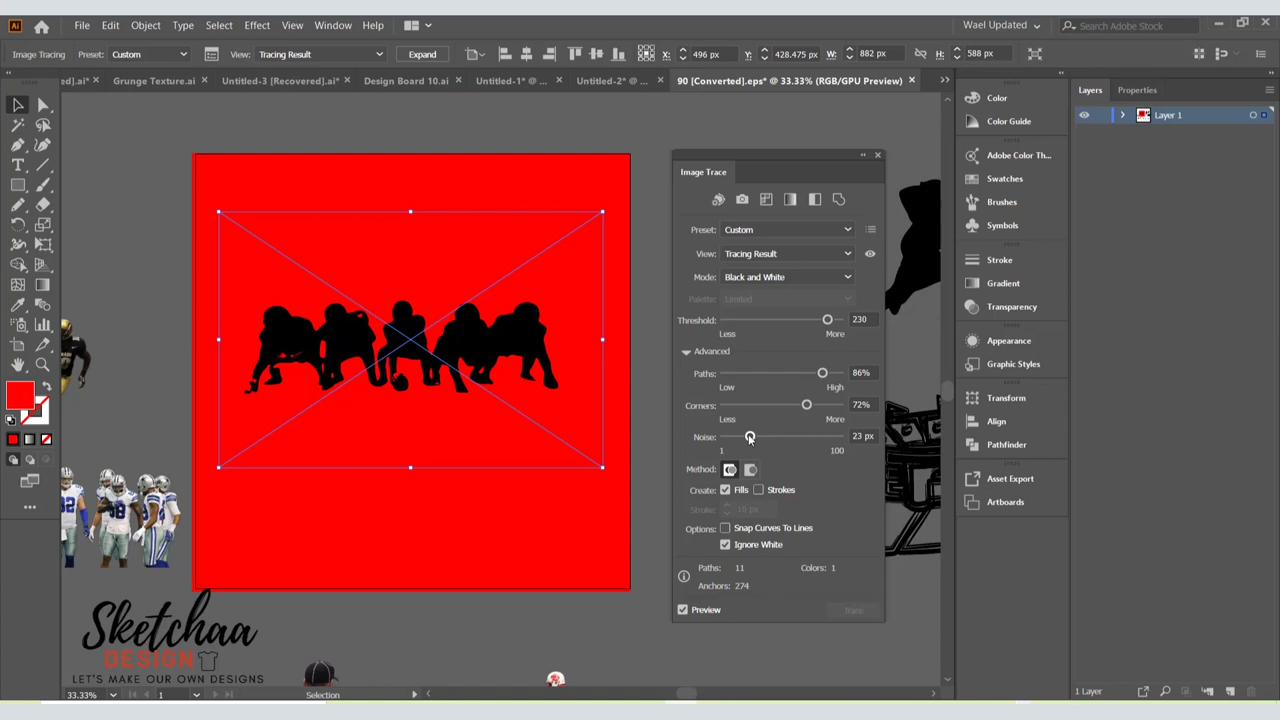 Ai File Edit Object Type Select Effect View Window Help Wael Updated Search Adobe Stock
Image Tracing Preset: Custom View: Tracing Result Expand X: 496 px Y: 428.475 px W: 882 px H: 588 px
ed].ai* Grunge Texture.ai Untitled-3 [Recovered].ai* Design Board 10.ai Untitled-1* @ ... Untitled-2* @ ... 90 [Converted].eps* @ 33.33% (RGB/GPU Preview)
Color
Color Guide
Adobe Color Th...
Swatches
Brushes
Symbols
Stroke
Gradient
Transparency
Appearance
Graphic Styles
Transform
Align
Pathfinder
Asset Export
Artboards
Layers Properties
Layer 1
Image Trace
Preset: Custom
View: Tracing Result
Mode: Black and White
Palette: Limited
Threshold: 230
Less More
Advanced
Paths: 86%
Low High
Corners: 72%
Less More
Noise: 23 px
1 100
Method:
Create: Fills Strokes
Stroke: 10 px
Options: Snap Curves To Lines
Ignore White
Paths: 11 Colors: 1
Anchors: 274
Preview Trace
Sketchaa
DESIGN
LET'S MAKE OUR OWN DESIGNS
33.33% 1 Selection
1 Layer